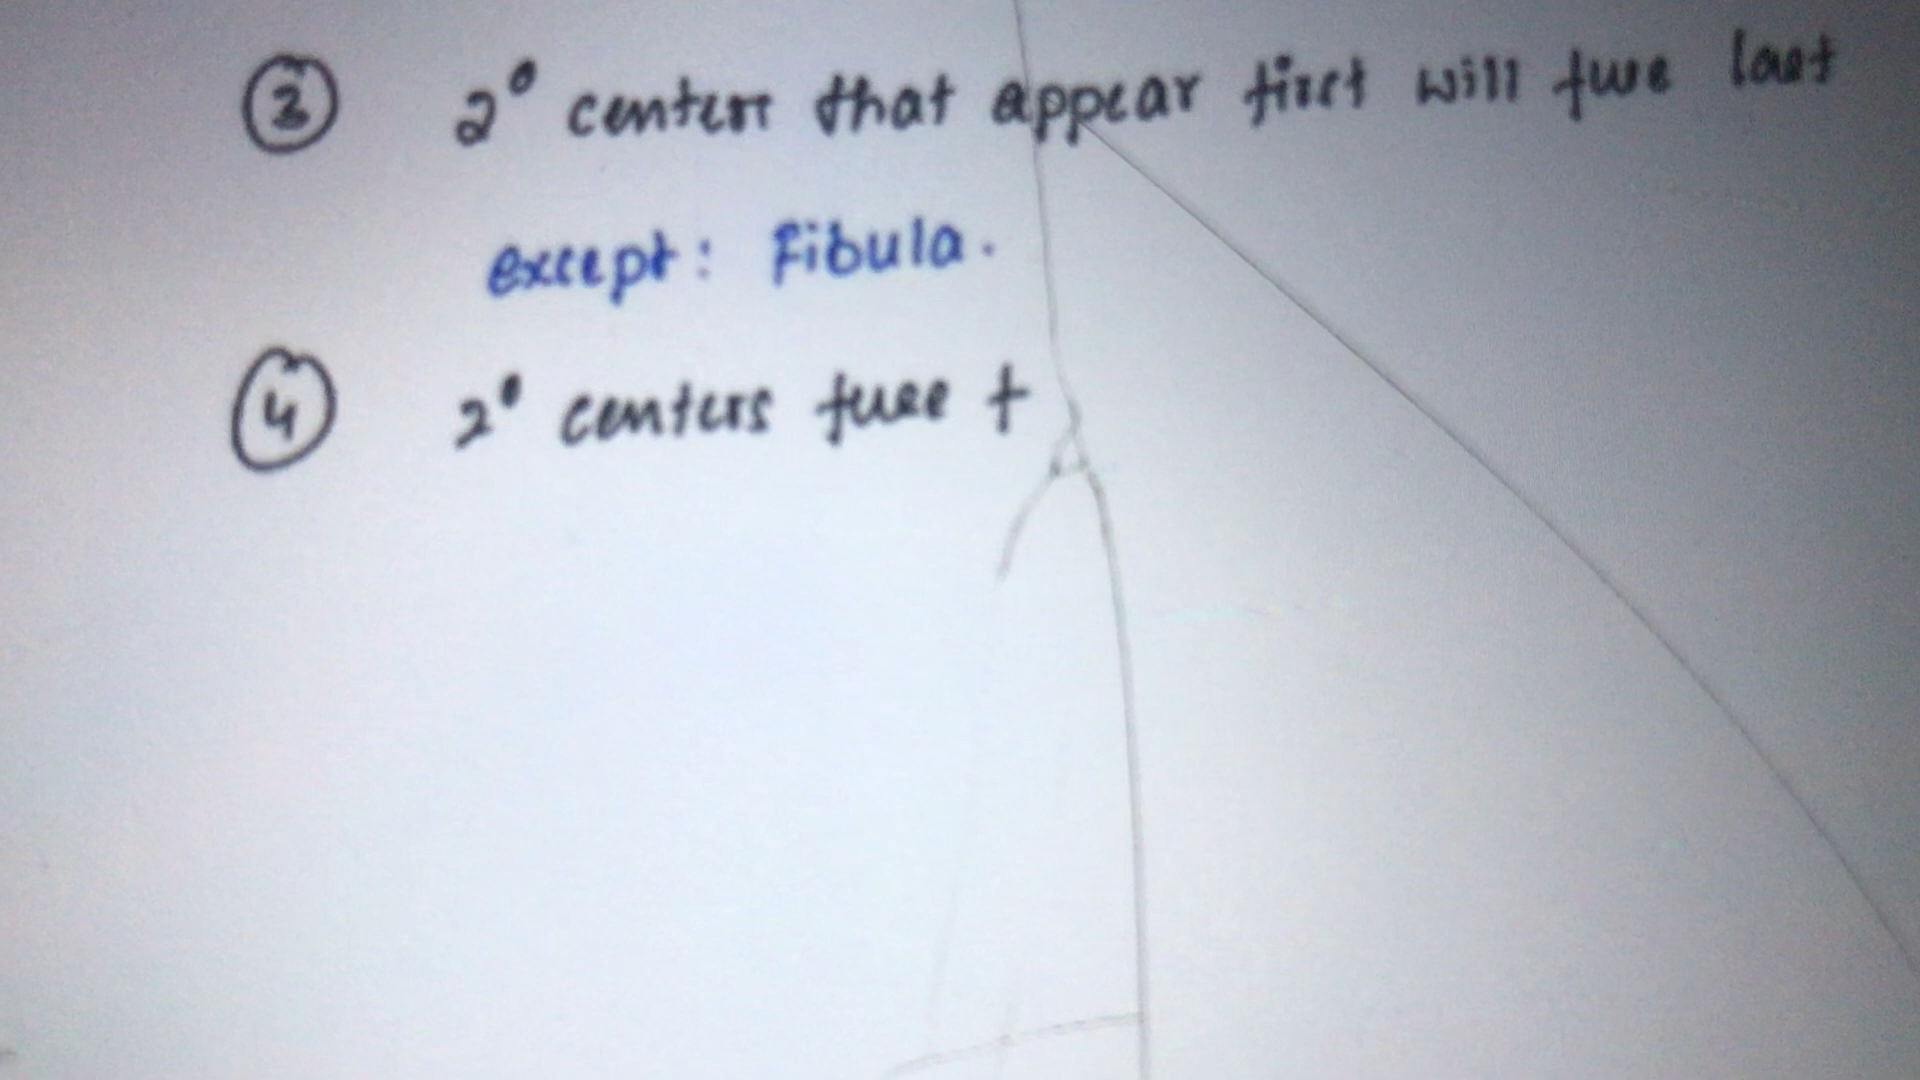 ③ 2° centers that appear first will fuse last
except: Fibula.
④ 2° centers fuse t